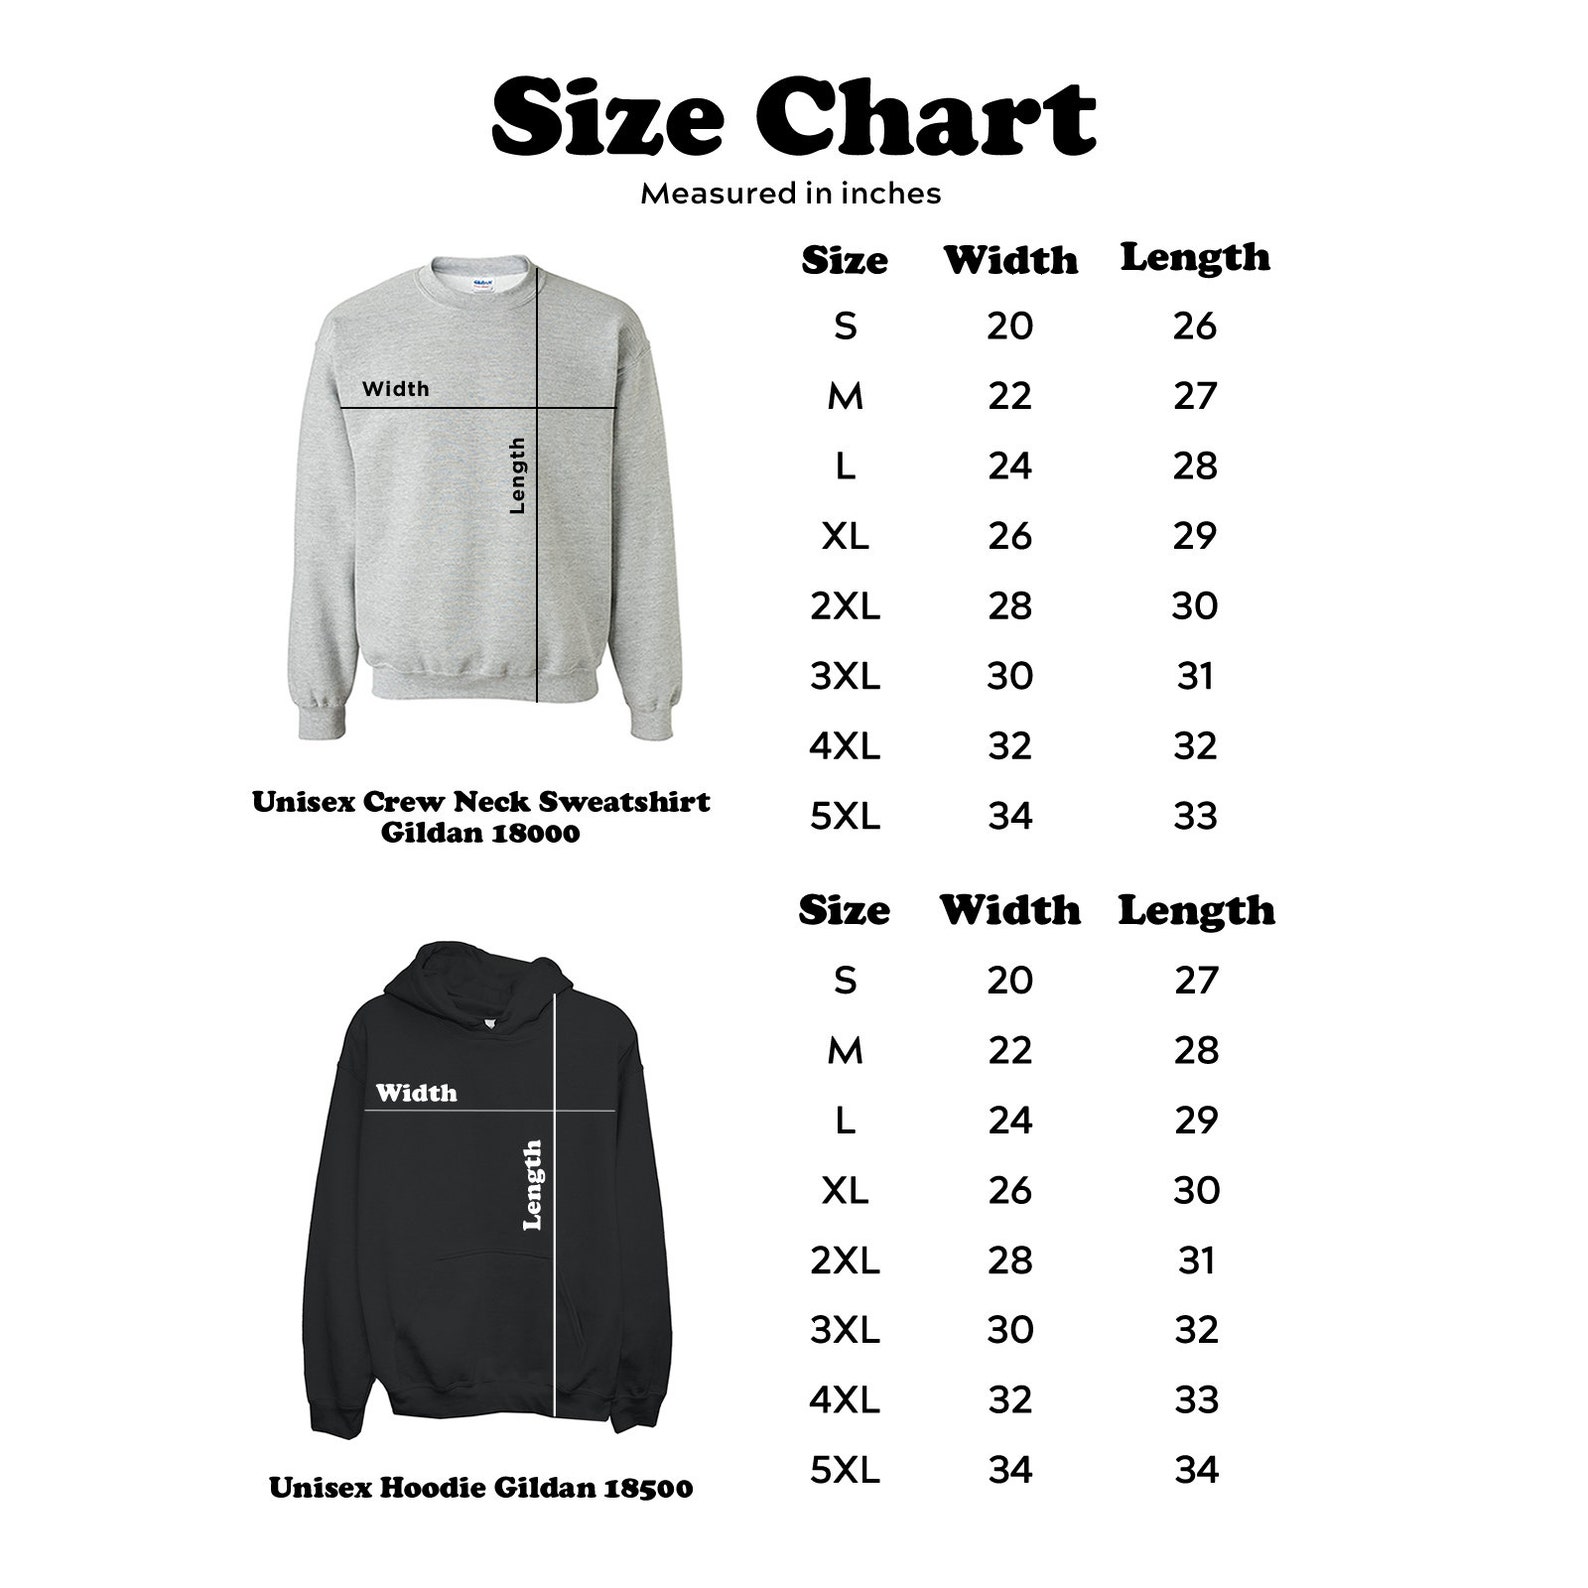 Size Chart
Measured in inches
Size Width Length
S 20 26
M 22 27
L 24 28
XL 26 29
2XL 28 30
3XL 30 31
4XL 32 32
5XL 34 33
Width
Length
Unisex Crew Neck Sweatshirt
Gildan 18000
Size Width Length
S 20 27
M 22 28
L 24 29
XL 26 30
2XL 28 31
3XL 30 32
4XL 32 33
5XL 34 34
Width
Length
Unisex Hoodie Gildan 18500